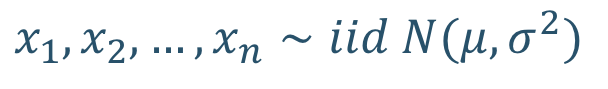 x₁, x₂, … , xₙ ~ iid N(μ, σ²)